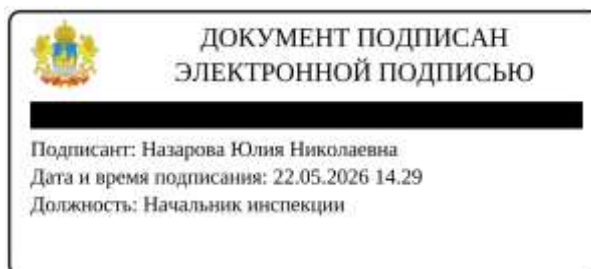 ДОКУМЕНТ ПОДПИСАН
ЭЛЕКТРОННОЙ ПОДПИСЬЮ
Подписант: Назарова Юлия Николаевна
Дата и время подписания: 22.05.2026 14.29
Должность: Начальник инспекции